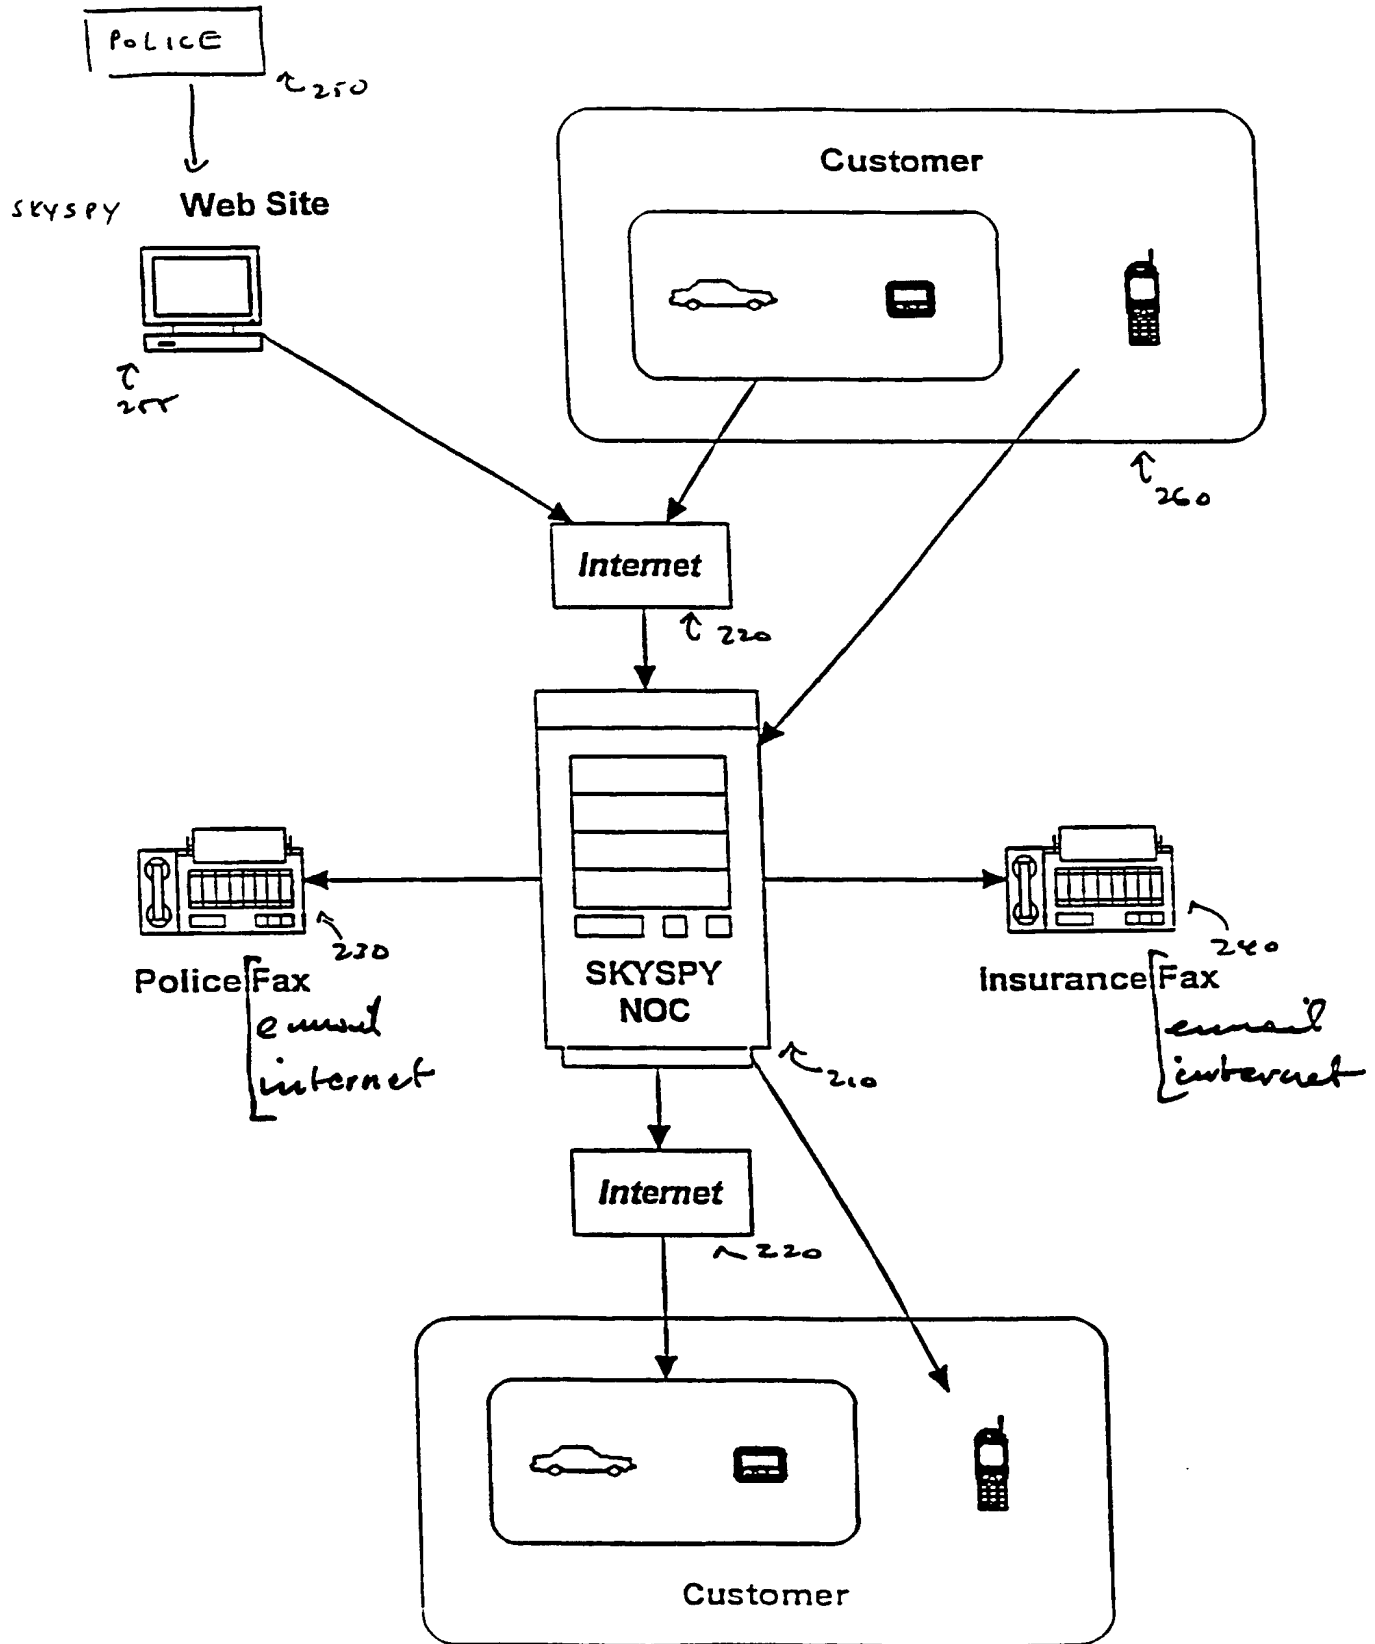 POLICE
250
SKYSPY Web Site
255
Customer
260
Internet
220
Police Fax
email
internet
230
SKYSPY
NOC
210
Insurance Fax
email
internet
240
Internet
220
Customer